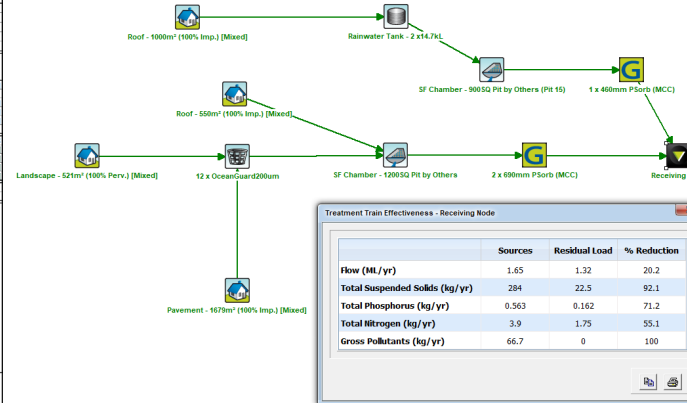 Roof - 1000m² (100% Imp.) [Mixed]
Rainwater Tank - 2 x14.7kL
SF Chamber - 900SQ Pit by Others (Pit 15)
G
1 x 460mm PSorb (MCC)
Roof - 550m² (100% Imp.) [Mixed]
Landscape - 521m² (100% Perv.) [Mixed]
12 x OceanGuard200um
SF Chamber - 1200SQ Pit by Others
G
2 x 690mm PSorb (MCC)
Receiving
Pavement - 1679m² (100% Imp.) [Mixed]
Treatment Train Effectiveness - Receiving Node
Sources Residual Load % Reduction
Flow (ML/yr) 1.65 1.32 20.2
Total Suspended Solids (kg/yr) 284 22.5 92.1
Total Phosphorus (kg/yr) 0.563 0.162 71.2
Total Nitrogen (kg/yr) 3.9 1.75 55.1
Gross Pollutants (kg/yr) 66.7 0 100